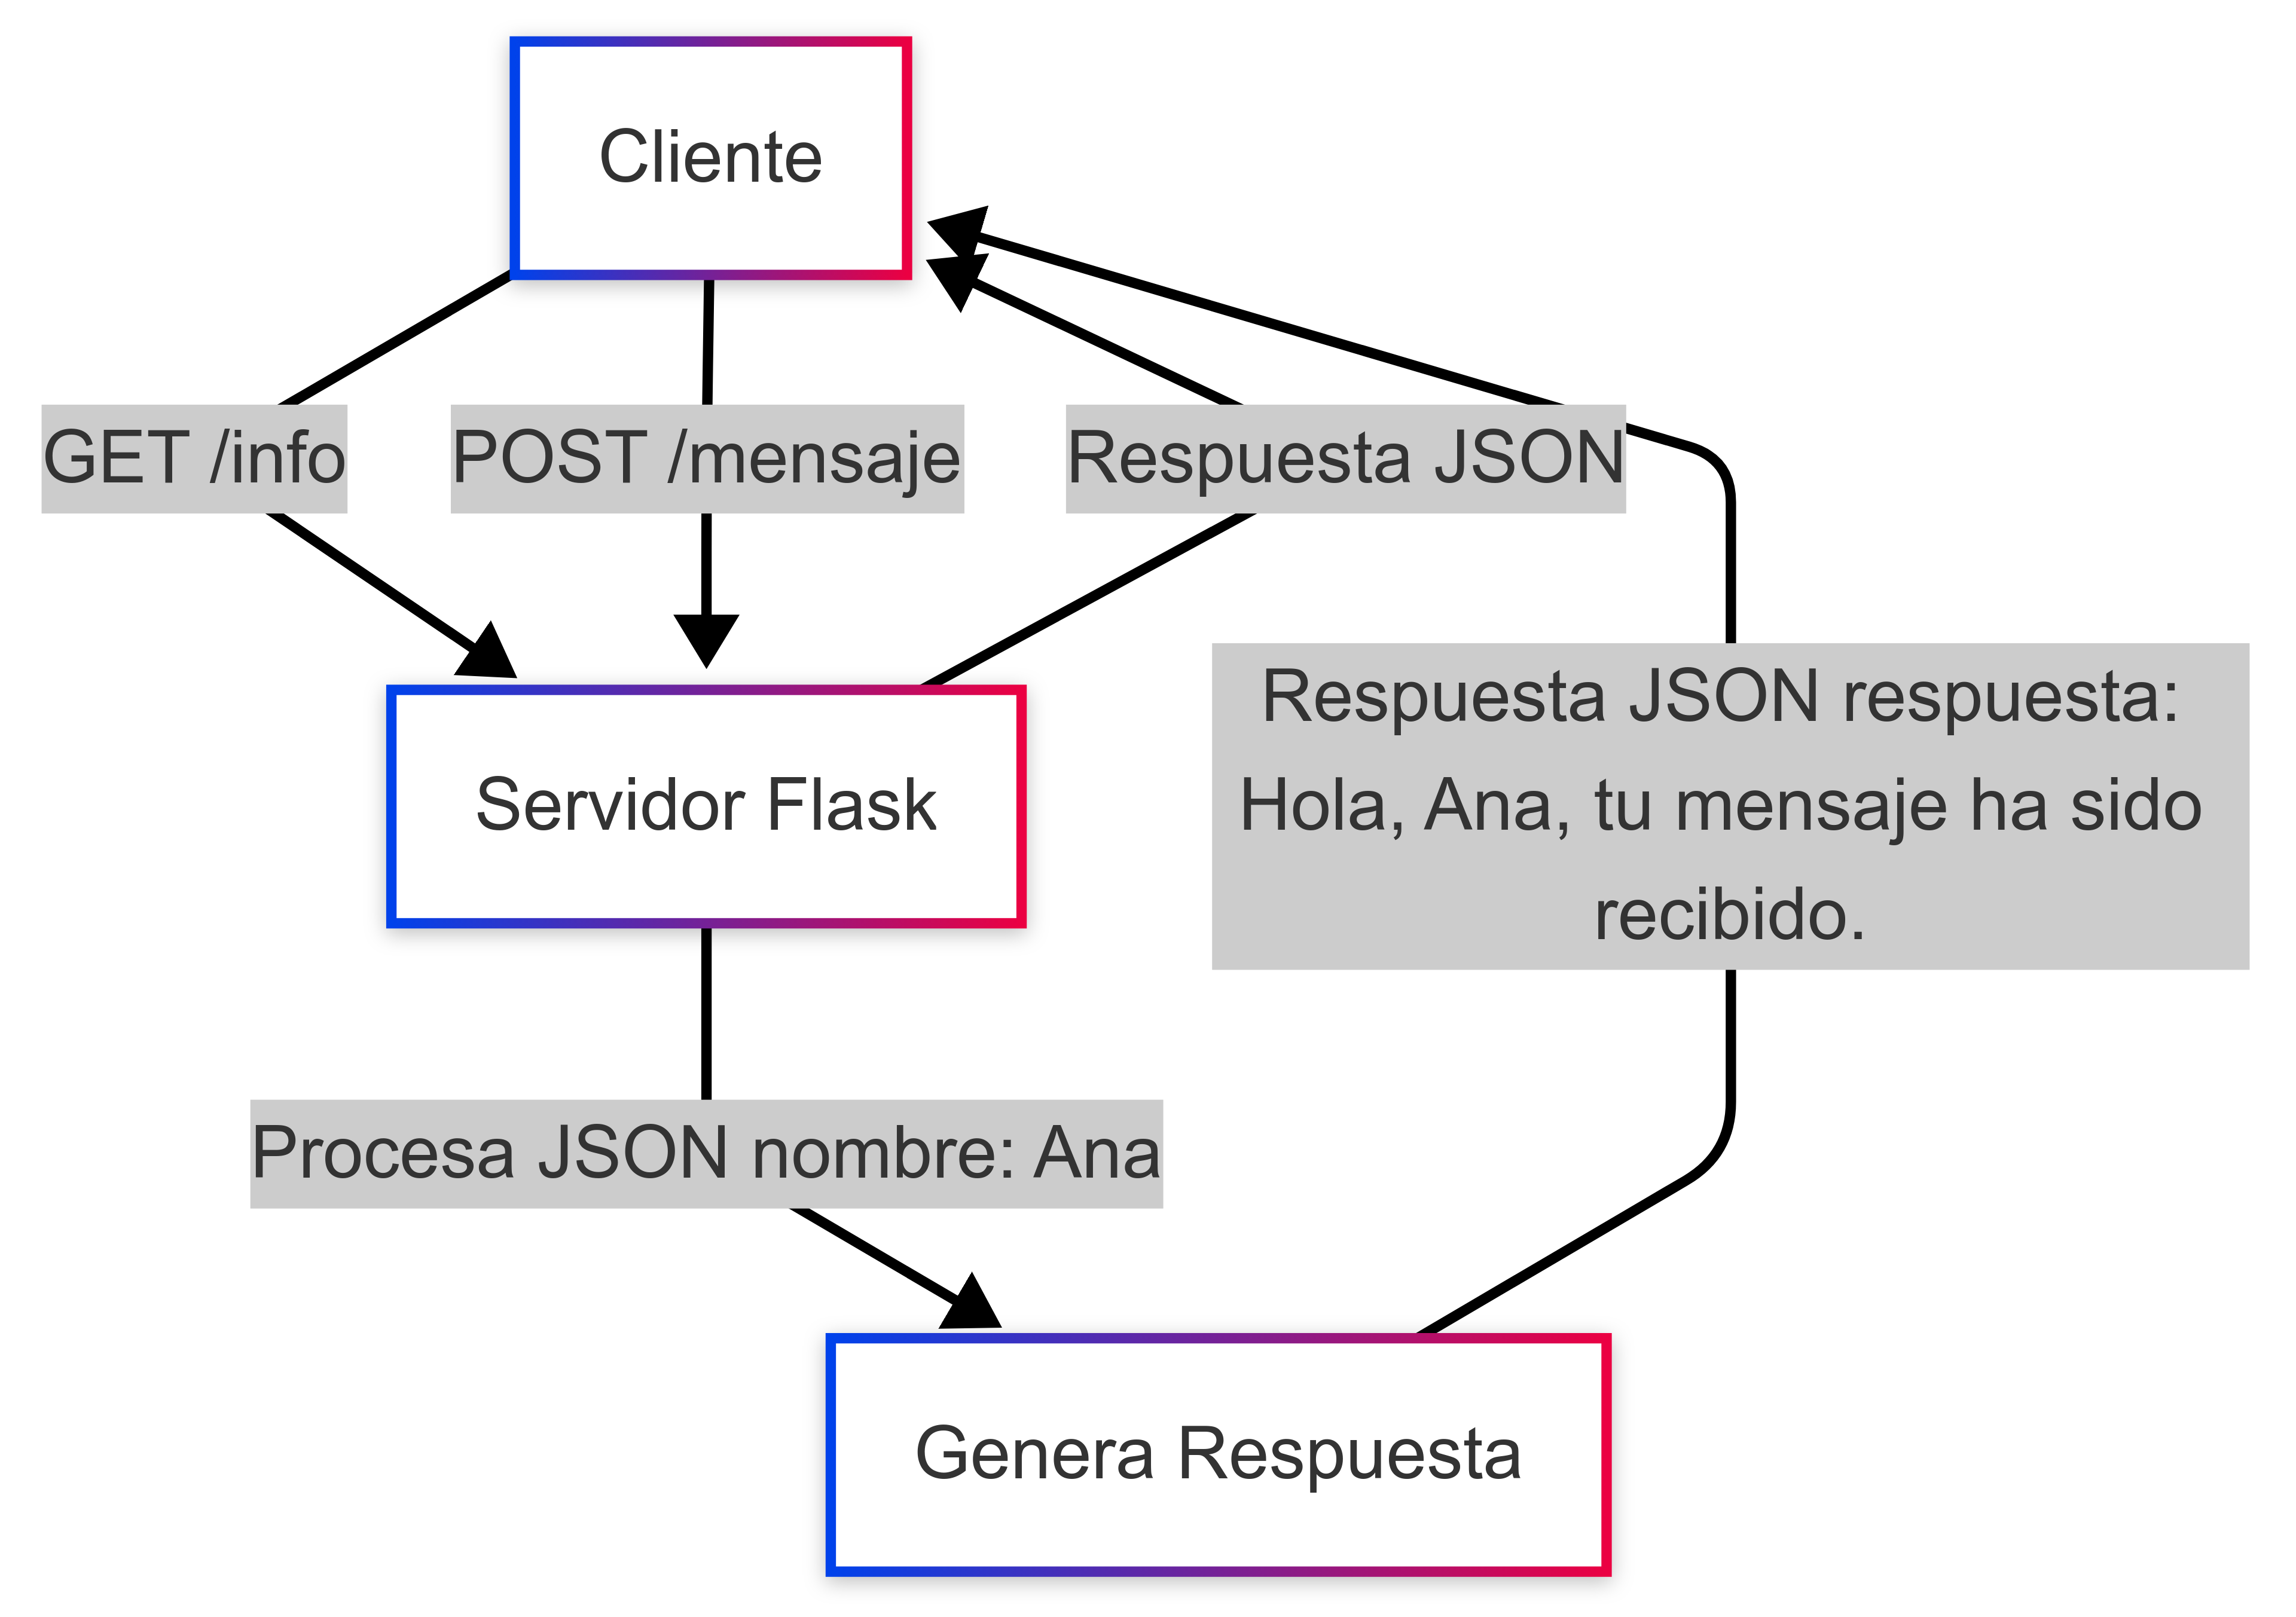 Cliente
GET /info
POST /mensaje
Respuesta JSON
Servidor Flask
Respuesta JSON respuesta:
Hola, Ana, tu mensaje ha sido
recibido.
Procesa JSON nombre: Ana
Genera Respuesta